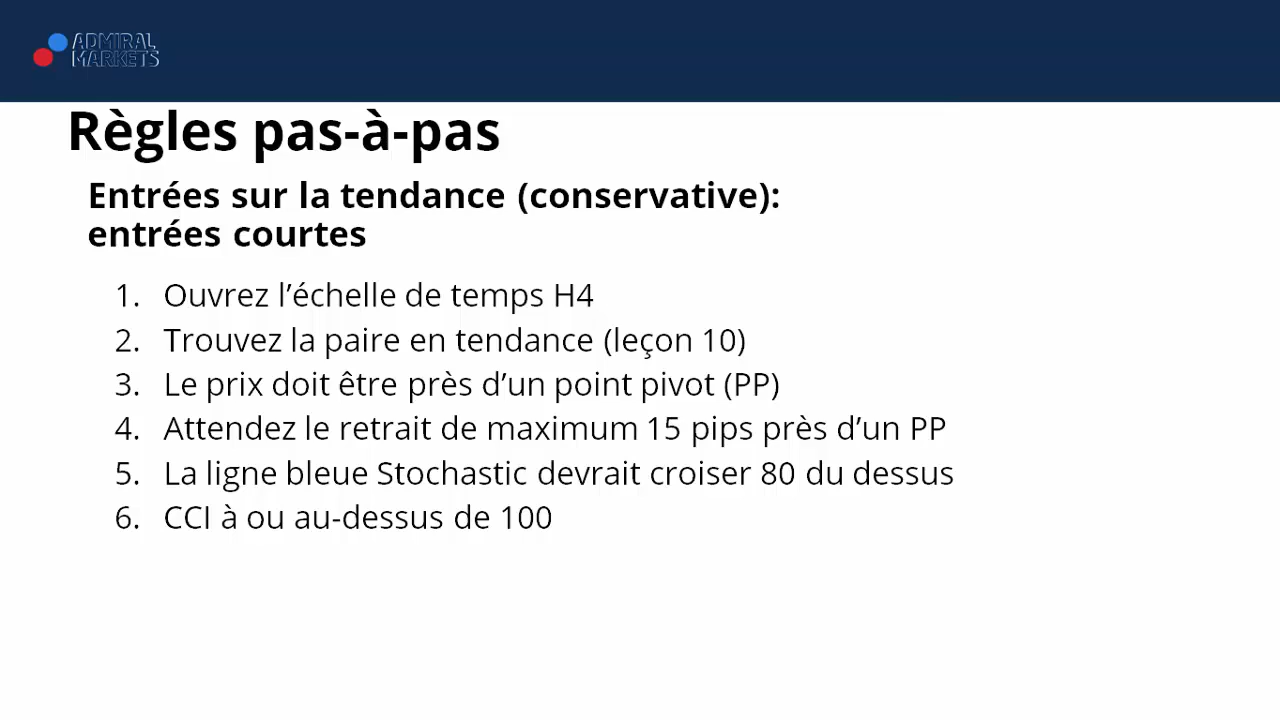 ADMIRAL
MARKETS
Règles pas-à-pas
Entrées sur la tendance (conservative):
entrées courtes
1. Ouvrez l’échelle de temps H4
2. Trouvez la paire en tendance (leçon 10)
3. Le prix doit être près d’un point pivot (PP)
4. Attendez le retrait de maximum 15 pips près d’un PP
5. La ligne bleue Stochastic devrait croiser 80 du dessus
6. CCI à ou au-dessus de 100